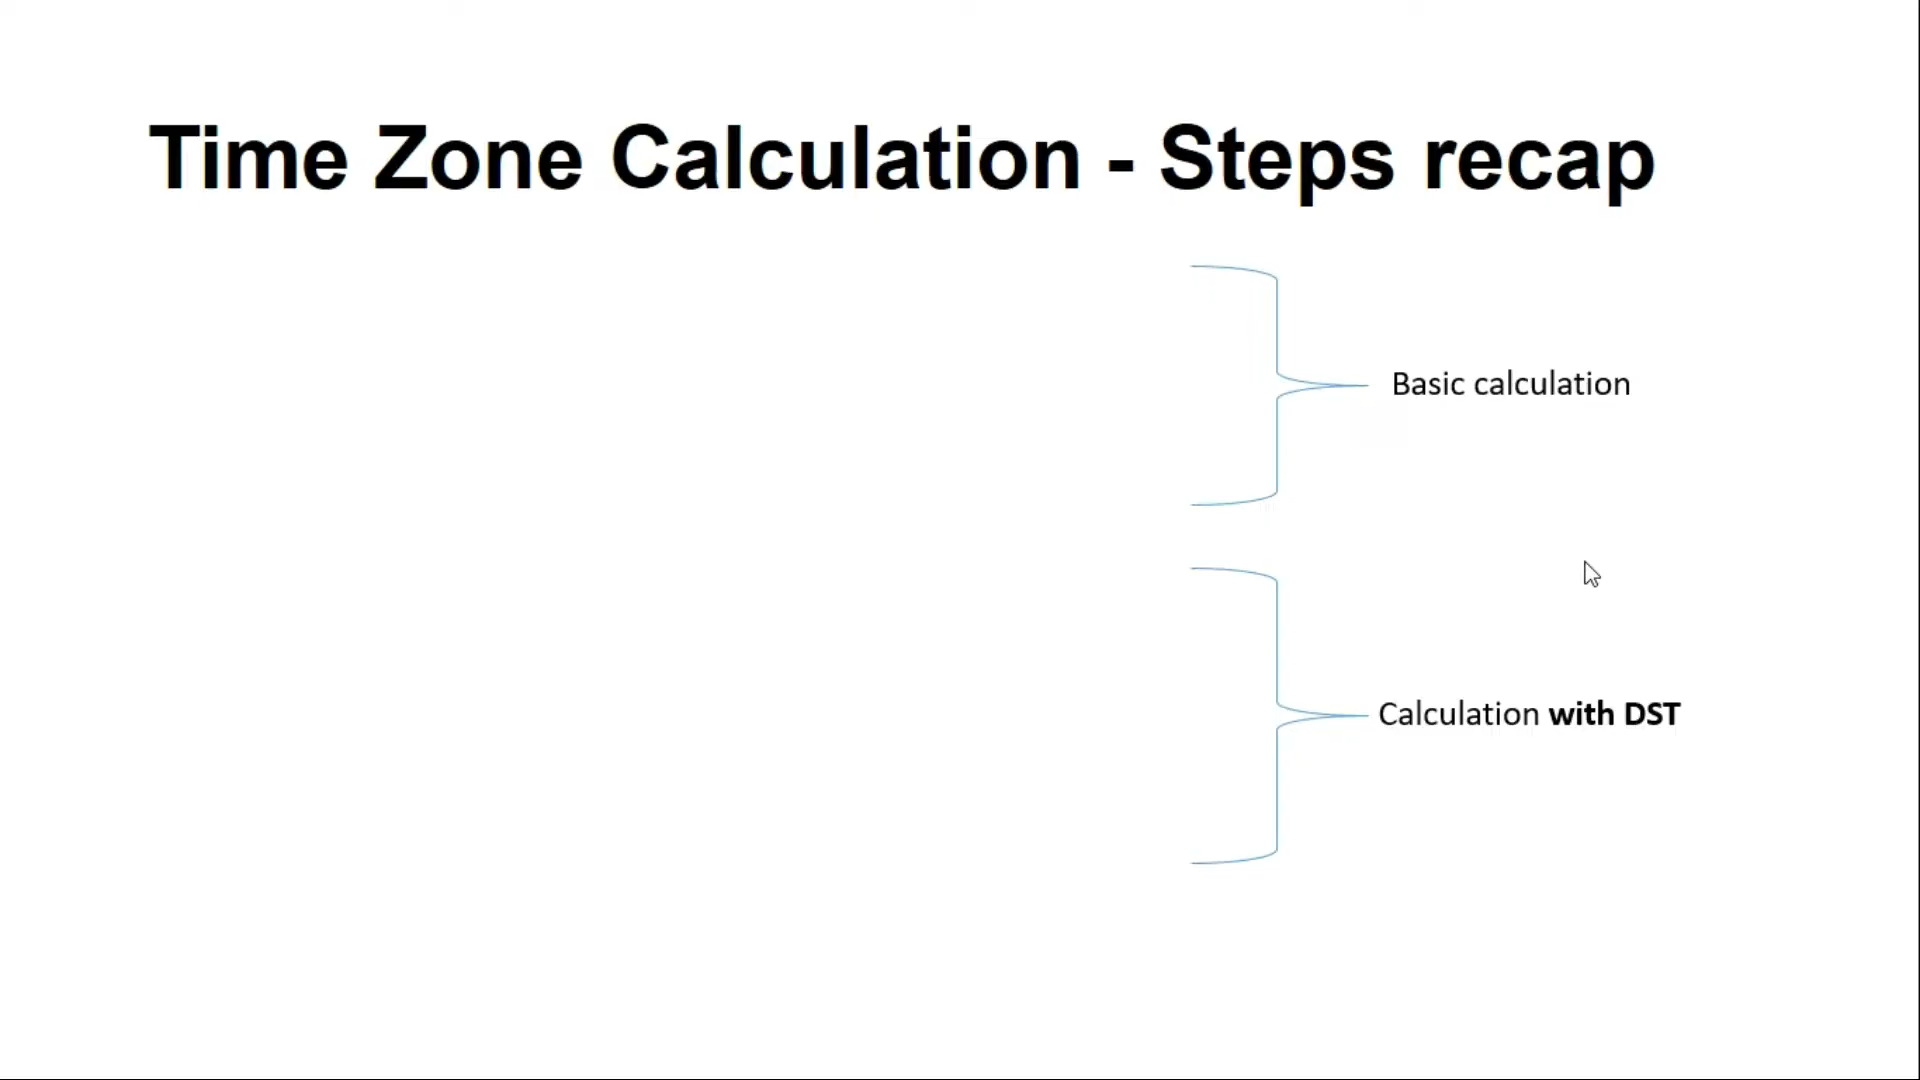 Time Zone Calculation - Steps recap
Basic calculation
Calculation with DST